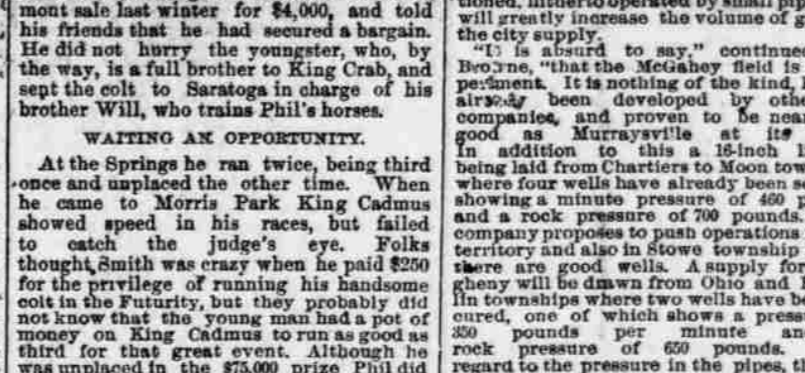 mont sale last winter for $4,000, and told
his friends that he had secured a bargain.
He did not hurry the youngster, who, by
the way, is a full brother to King Crab, and
sept the colt to Saratoga in charge of his
brother Will, who trains Phil's horses.
WAITING AN OPPORTUNITY.
At the Springs he ran twice, being third
once and unplaced the other time. When
he came to Morris Park King Cadmus
showed speed in his races, but failed
to catch the judge's eye. Folks
thought Smith was crazy when he paid $250
for the privilege of running his handsome
colt in the Futurity, but they probably did
not know that the young man had a pot of
money on King Cadmus to run as good as
third for that great event. Although he
was unplaced in the $75,000 prize Phil did
tioned, hitherto operated by small
will greatly increase the volume of
the city supply.
"It is absurd to say," continue
Browne, "that the McGahey field is
periment. It is nothing of the kind,
already been developed by oth
companies, and proven to be near
good as Murraysville at its
In addition to this a 16-inch
being laid from Chartiers to Moon tow
where four wells have already been s
showing a minute pressure of 460 p
and a rock pressure of 700 pounds.
company proposes to push operations
territory and also in Stowe township
there are good wells. A supply for
gheny will be drawn from Ohio and
lin townships where two wells have b
cured, one of which shows a press
350 pounds per minute an
rock pressure of 650 pounds.
regard to the pressure in the pipes, t